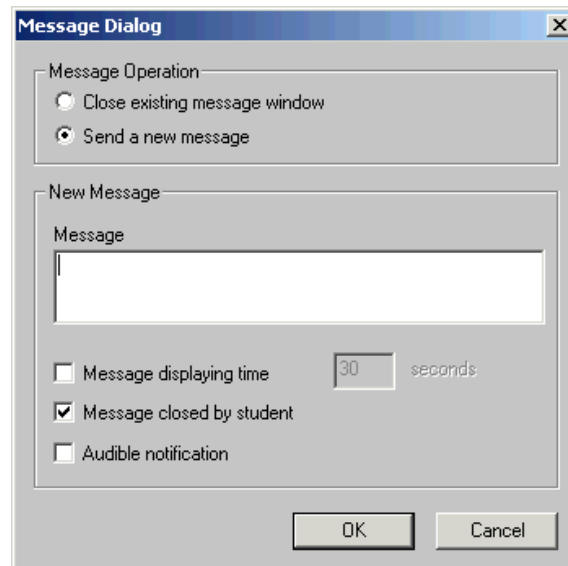 Message Dialog
Message Operation
Close existing message window
Send a new message
New Message
Message
Message displaying time 30 seconds
Message closed by student
Audible notification
OK Cancel